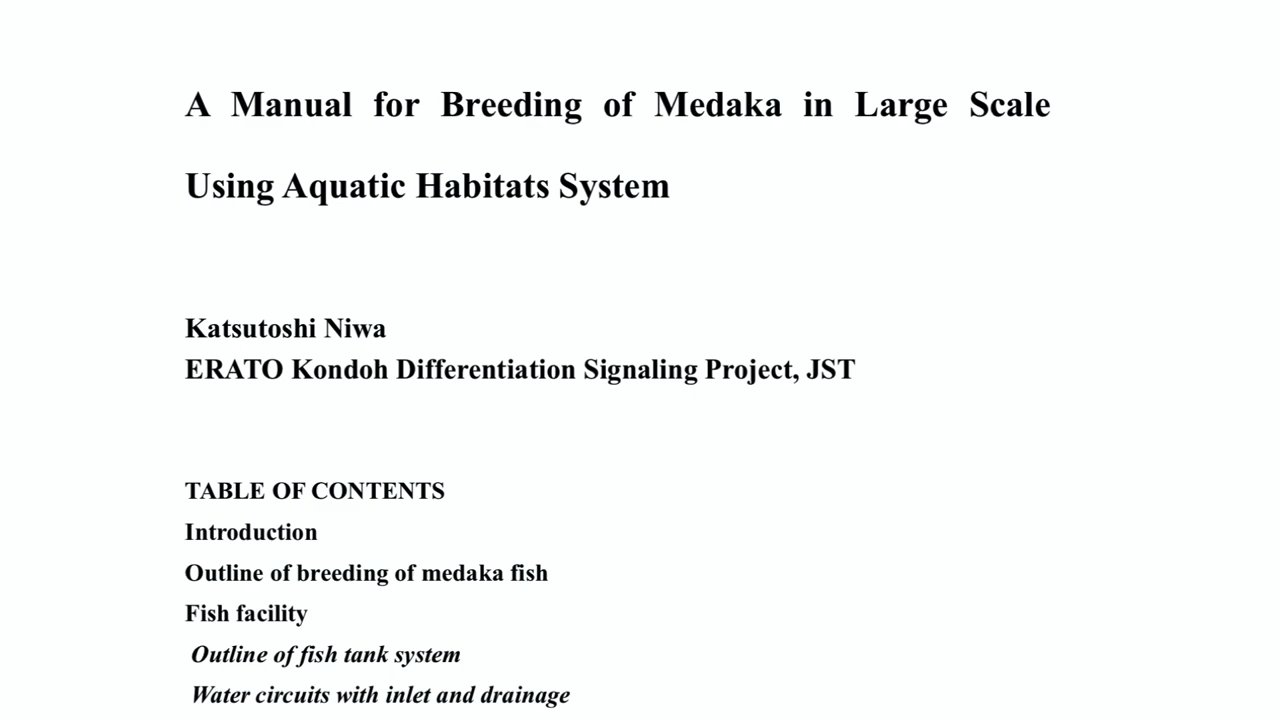 A Manual for Breeding of Medaka in Large Scale
Using Aquatic Habitats System
Katsutoshi Niwa
ERATO Kondoh Differentiation Signaling Project, JST
TABLE OF CONTENTS
Introduction
Outline of breeding of medaka fish
Fish facility
Outline of fish tank system
Water circuits with inlet and drainage